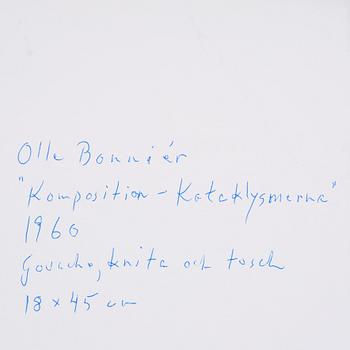 Olle Bonniér
"Komposition - Kataklysmerna"
1960
Gouache, krita och tusch
18 x 45 cm